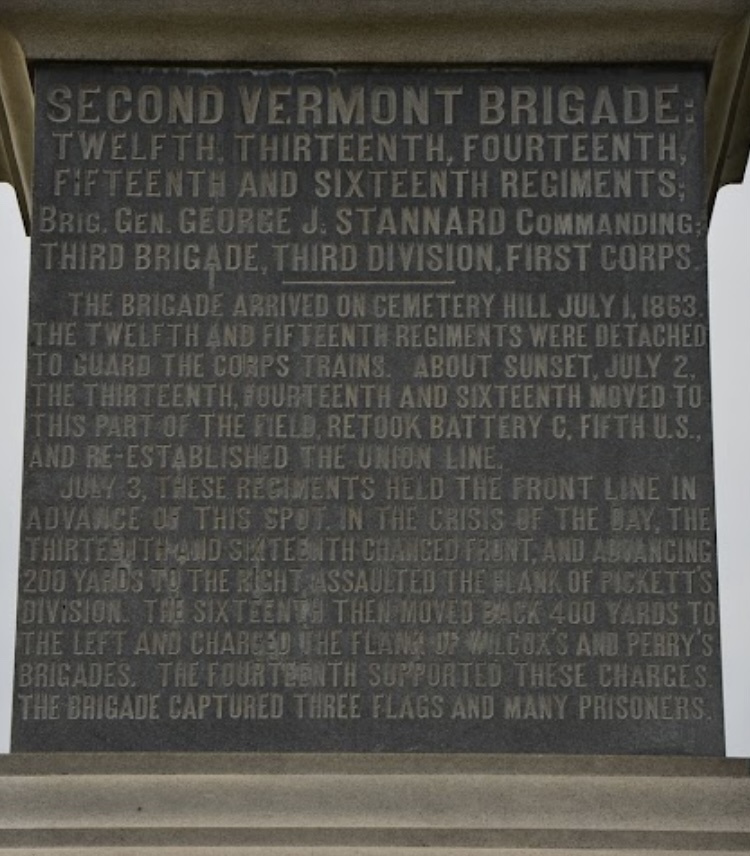 SECOND VERMONT BRIGADE:
TWELFTH, THIRTEENTH, FOURTEENTH,
FIFTEENTH AND SIXTEENTH REGIMENTS;
BRIG. GEN. GEORGE J. STANNARD COMMANDING;
THIRD BRIGADE, THIRD DIVISION, FIRST CORPS.
THE BRIGADE ARRIVED ON CEMETERY HILL JULY 1, 1863.
THE TWELFTH AND FIFTEENTH REGIMENTS WERE DETACHED
TO GUARD THE CORPS TRAINS. ABOUT SUNSET, JULY 2,
THE THIRTEENTH, FOURTEENTH AND SIXTEENTH MOVED TO
THIS PART OF THE FIELD, RETOOK BATTERY C, FIFTH U.S.,
AND RE-ESTABLISHED THE UNION LINE.
JULY 3, THESE REGIMENTS HELD THE FRONT LINE IN
ADVANCE OF THIS SPOT. IN THE CRISIS OF THE DAY, THE
THIRTEENTH AND SIXTEENTH CHANGED FRONT, AND ADVANCING
200 YARDS TO THE RIGHT ASSAULTED THE FLANK OF PICKETT'S
DIVISION. THE SIXTEENTH THEN MOVED BACK 400 YARDS TO
THE LEFT AND CHARGED THE FLANK OF WILCOX'S AND PERRY'S
BRIGADES. THE FOURTEENTH SUPPORTED THESE CHARGES.
THE BRIGADE CAPTURED THREE FLAGS AND MANY PRISONERS.